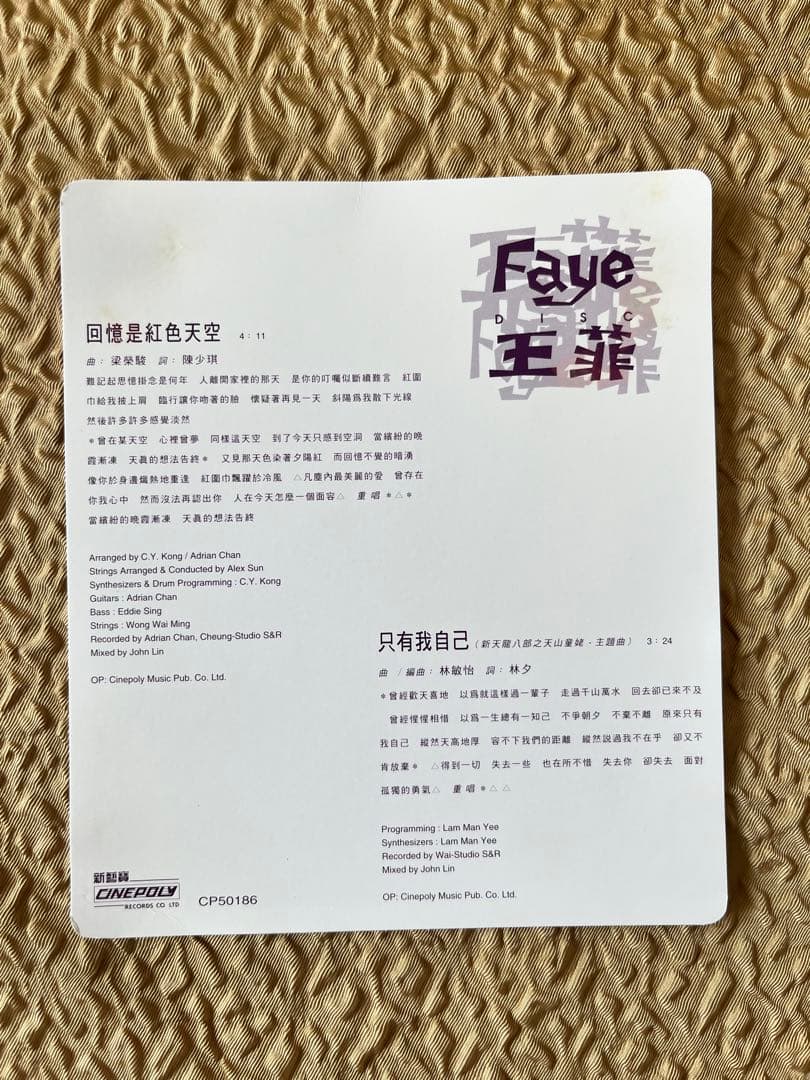 Faye
DISC
王菲
回憶是紅色天空 4：11
曲：梁榮駿 詞：陳少琪
難記起思憶掛念是何年 人離開家裡的那天 是你的叮囑似斷續難言 紅圍
巾給我披上肩 臨行讓你吻著的臉 懷疑著再見一天 斜陽爲我散下光線
然後許多許多感覺淡然
＊曾在某天空 心裡曾夢 同樣這天空 到了今天只感到空洞 當繽紛的晚
霞漸凍 天眞的想法告終＊ 又見那天色染著夕陽紅 而回憶不覺的暗湧
像你於身邊熾熱地重逢 紅圍巾飄躍於冷風 △凡塵內最美麗的愛 曾存在
你我心中 然而沒法再認出你 人在今天怎麼一個面容△ 重唱＊△＊
當繽紛的晚霞漸凍 天眞的想法告終
Arranged by C.Y. Kong / Adrian Chan
Strings Arranged & Conducted by Alex Sun
Synthesizers & Drum Programming : C.Y. Kong
Guitars : Adrian Chan
Bass : Eddie Sing
Strings : Wong Wai Ming
Recorded by Adrian Chan, Cheung-Studio S&R
Mixed by John Lin
OP: Cinepoly Music Pub. Co. Ltd.
只有我自己（新天龍八部之天山童姥－主題曲） 3：24
曲／編曲：林敏怡 詞：林夕
＊曾經歡天喜地 以爲就這樣過一輩子 走過千山萬水 回去卻已來不及
曾經惺惺相惜 以爲一生總有一知己 不爭朝夕 不棄不離 原來只有
我自己 縱然天高地厚 容不下我們的距離 縱然說過我不在乎 卻又不
肯放棄＊ △得到一切 失去一些 也在所不惜 失去你 卻失去 面對
孤獨的勇氣△ 重唱＊△△
Programming : Lam Man Yee
Synthesizers : Lam Man Yee
Recorded by Wai-Studio S&R
Mixed by John Lin
OP: Cinepoly Music Pub. Co. Ltd.
新藝寶
CINEPOLY
RECORDS CO LTD
CP50186